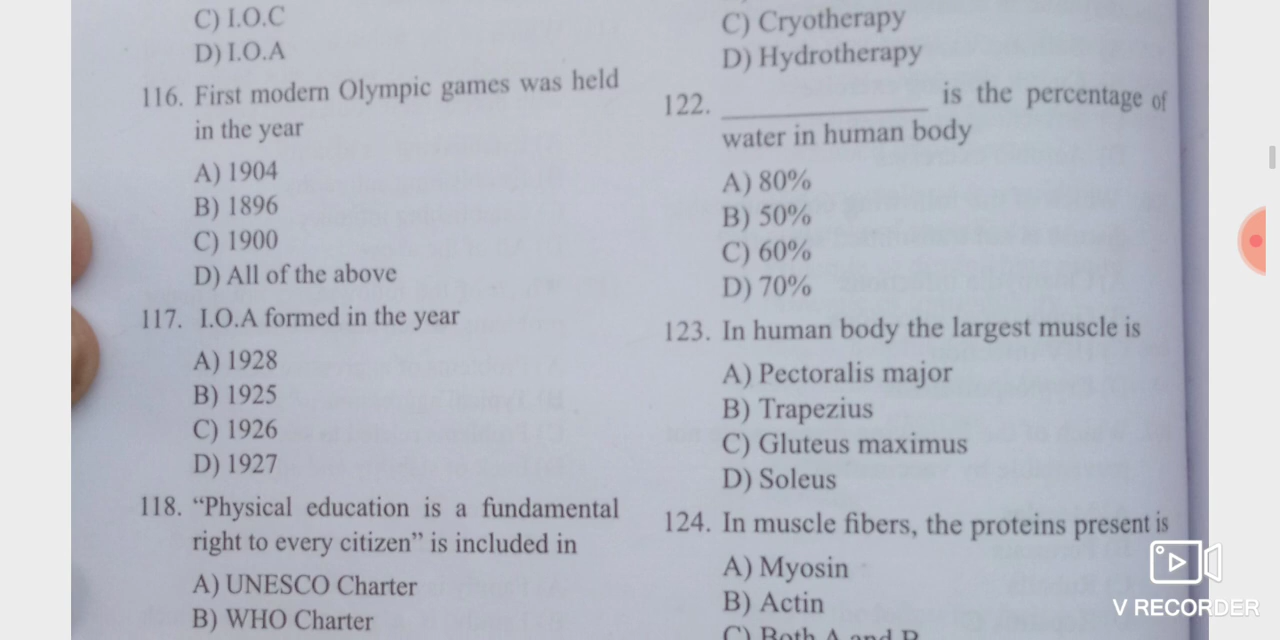 C) I.O.C
D) I.O.A
116. First modern Olympic games was held
in the year
A) 1904
B) 1896
C) 1900
D) All of the above
117. I.O.A formed in the year
A) 1928
B) 1925
C) 1926
D) 1927
118. “Physical education is a fundamental
right to every citizen” is included in
A) UNESCO Charter
B) WHO Charter
C) Cryotherapy
D) Hydrotherapy
122. ______________ is the percentage of
water in human body
A) 80%
B) 50%
C) 60%
D) 70%
123. In human body the largest muscle is
A) Pectoralis major
B) Trapezius
C) Gluteus maximus
D) Soleus
124. In muscle fibers, the proteins present is
A) Myosin
B) Actin
C) Both A and B
V RECORDER